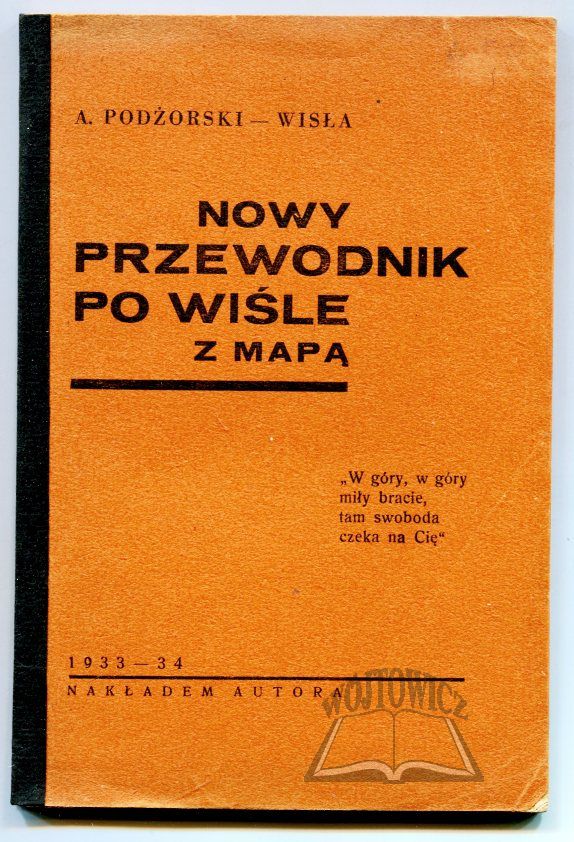 A. PODŻORSKI — WISŁA
NOWY
PRZEWODNIK
PO WIŚLE
Z MAPĄ
„W góry, w góry
miły bracie,
tam swoboda
czeka na Cię“
1933—34
NAKŁADEM AUTORA
WÓJTOWICZ